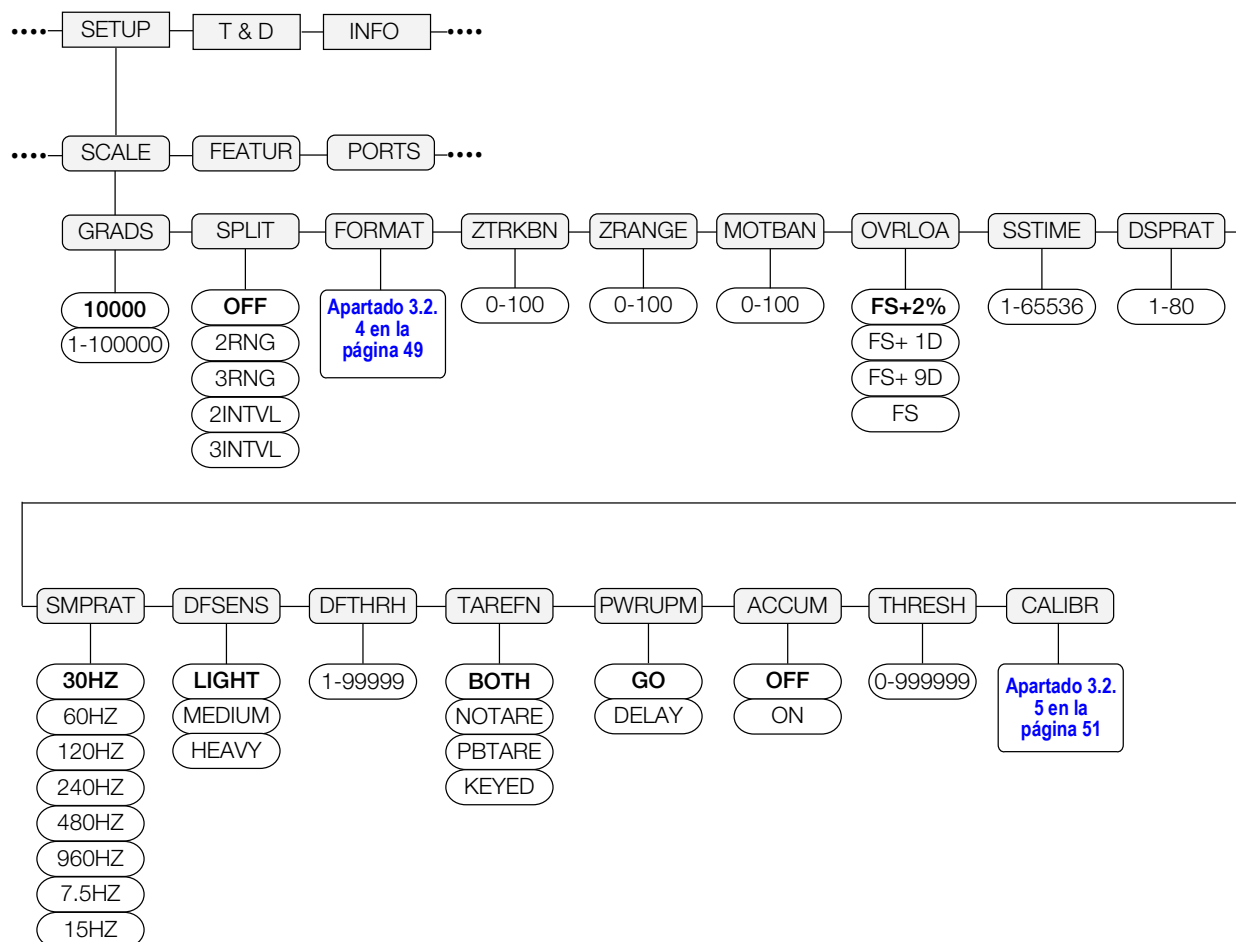 SETUP T & D INFO
SCALE FEATUR PORTS
GRADS SPLIT FORMAT ZTRKBN ZRANGE MOTBAN OVRLOA SSTIME DSPRAT
10000
1-100000
OFF
2RNG
3RNG
2INTVL
3INTVL
Apartado 3.2.
4 en la
página 49
0-100
0-100
0-100
FS+2%
FS+ 1D
FS+ 9D
FS
1-65536
1-80
SMPRAT DFSENS DFTHRH TAREFN PWRUPM ACCUM THRESH CALIBR
30HZ
60HZ
120HZ
240HZ
480HZ
960HZ
7.5HZ
15HZ
LIGHT
MEDIUM
HEAVY
1-99999
BOTH
NOTARE
PBTARE
KEYED
GO
DELAY
OFF
ON
0-999999
Apartado 3.2.
5 en la
página 51